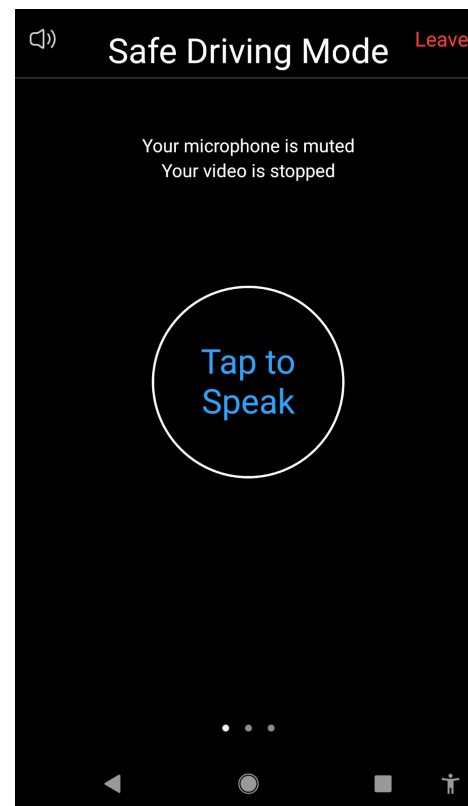 Safe Driving Mode
Leave
Your microphone is muted
Your video is stopped
Tap to
Speak